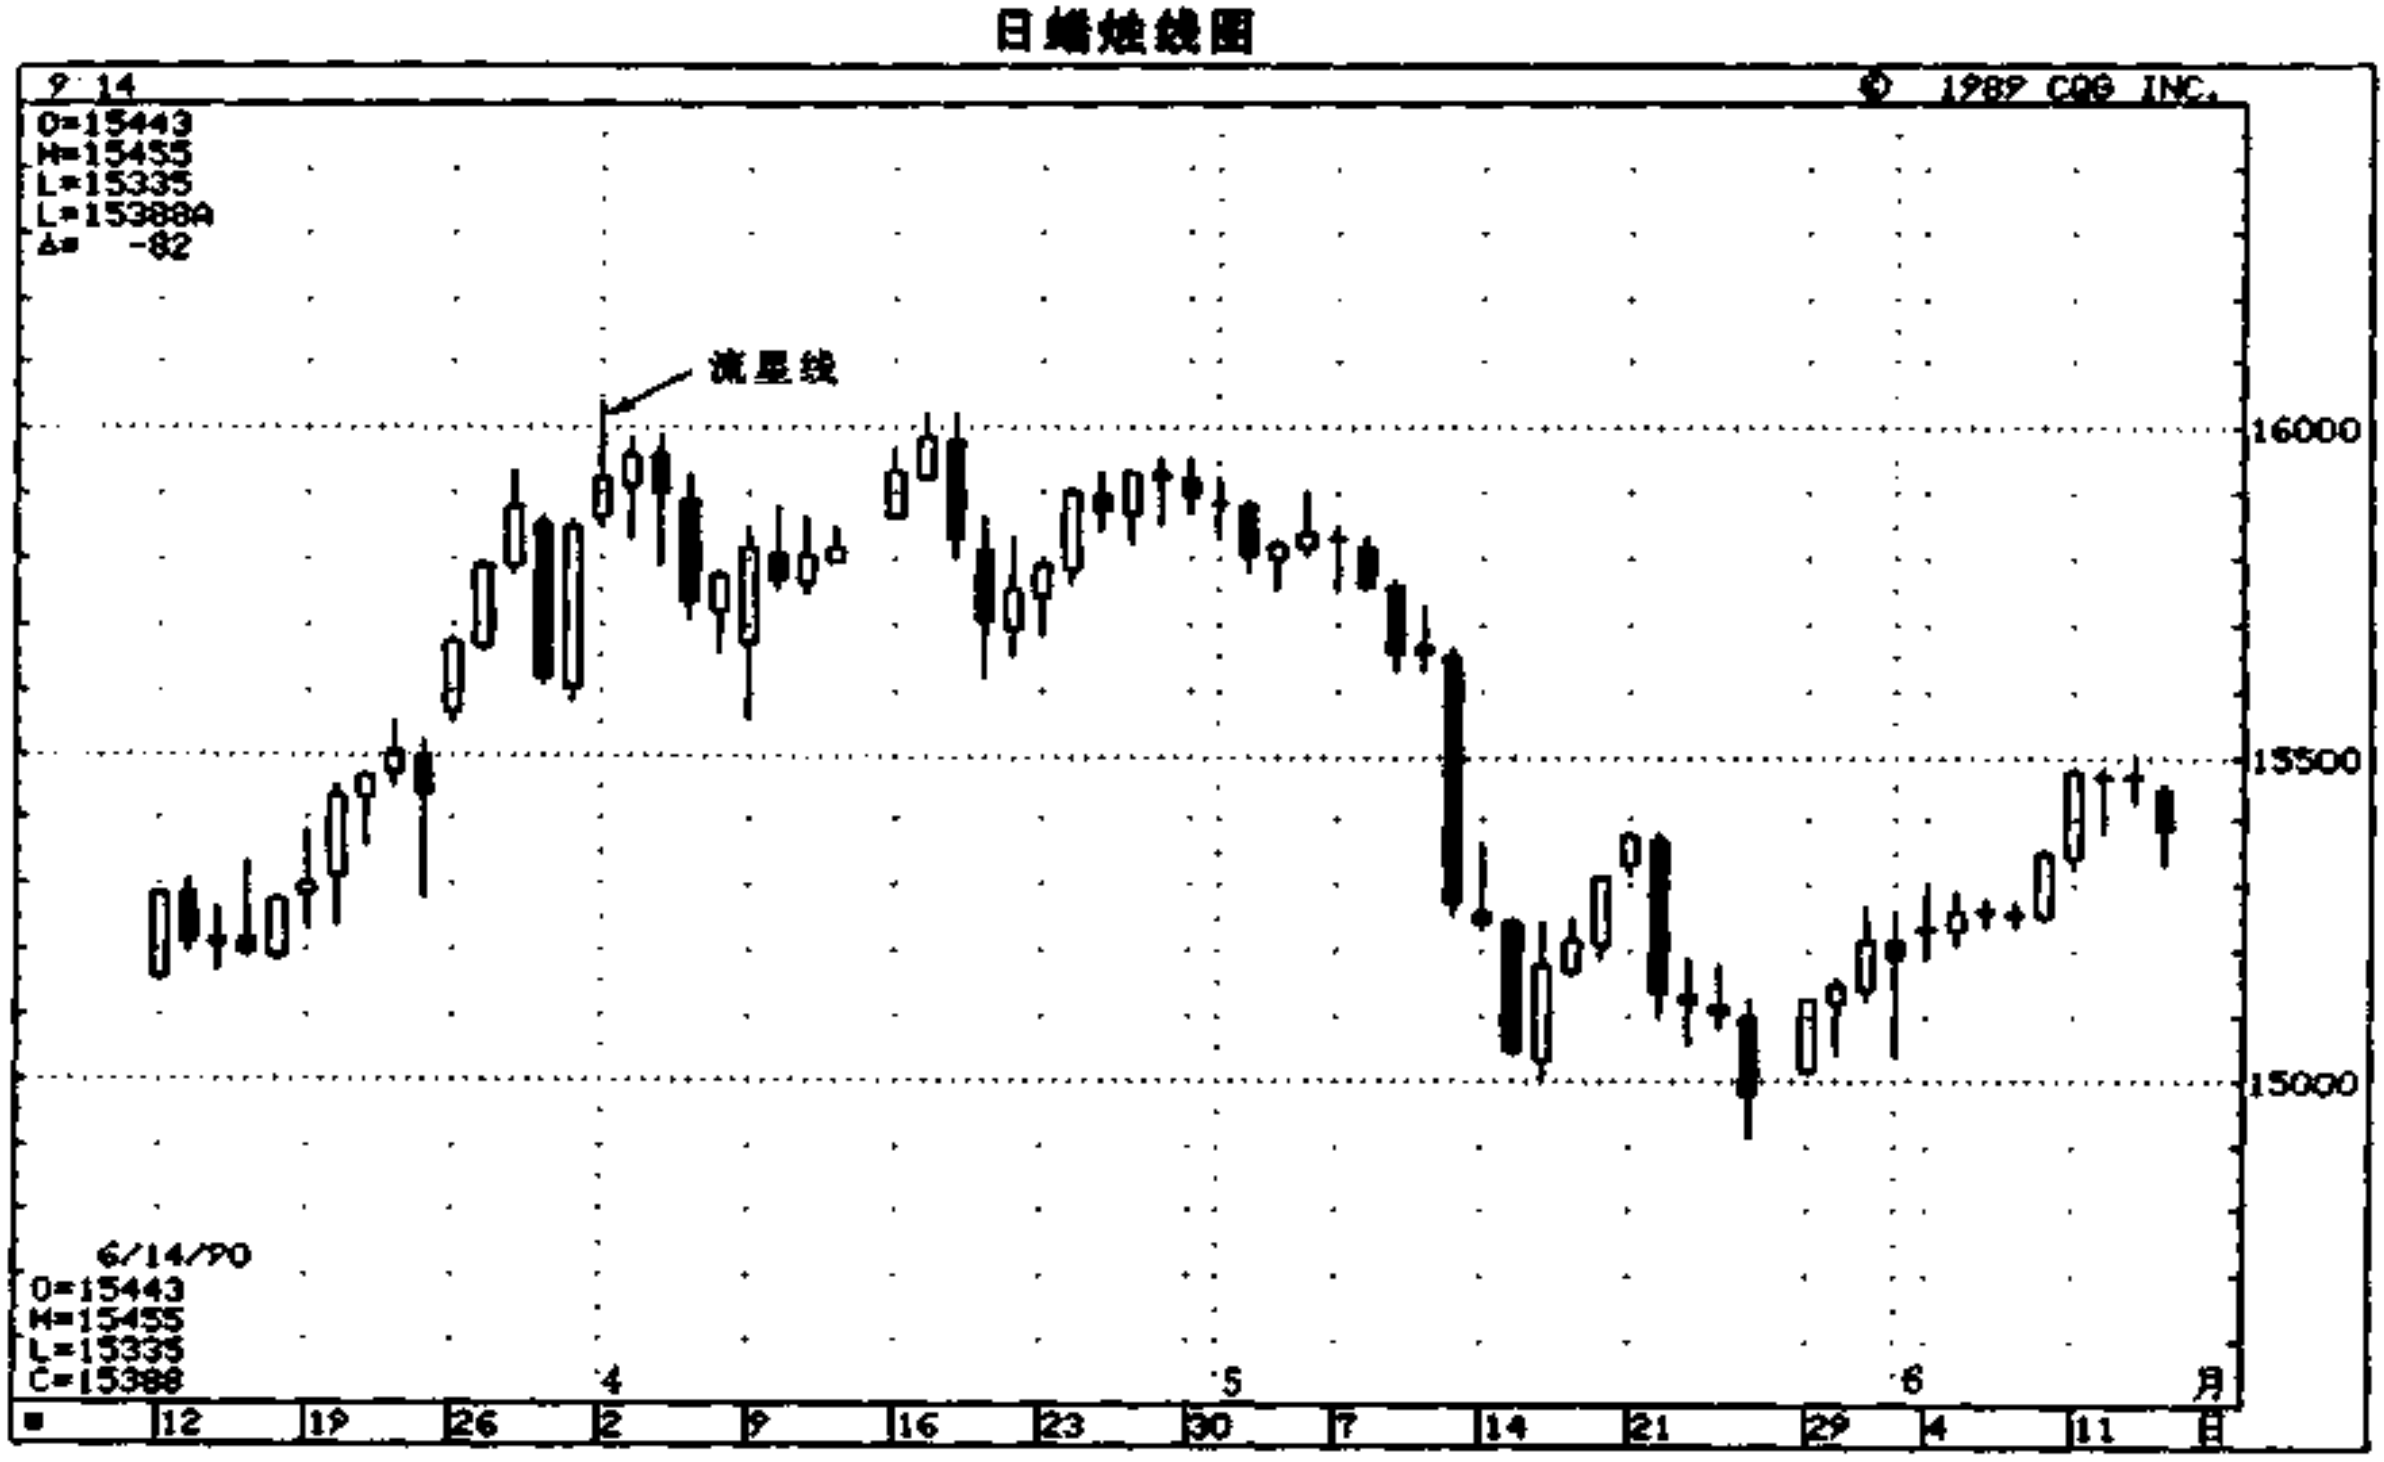 日蜡烛线图
9 14
© 1989 CQG INC.
O=15443
H=15455
L=15335
L=15388A
Δ= -82
流星线
16000
15500
15000
6/14/90
O=15443
H=15455
L=15335
C=15388
4 5 6 月
12 19 26 2 9 16 23 30 7 14 21 29 4 11 日